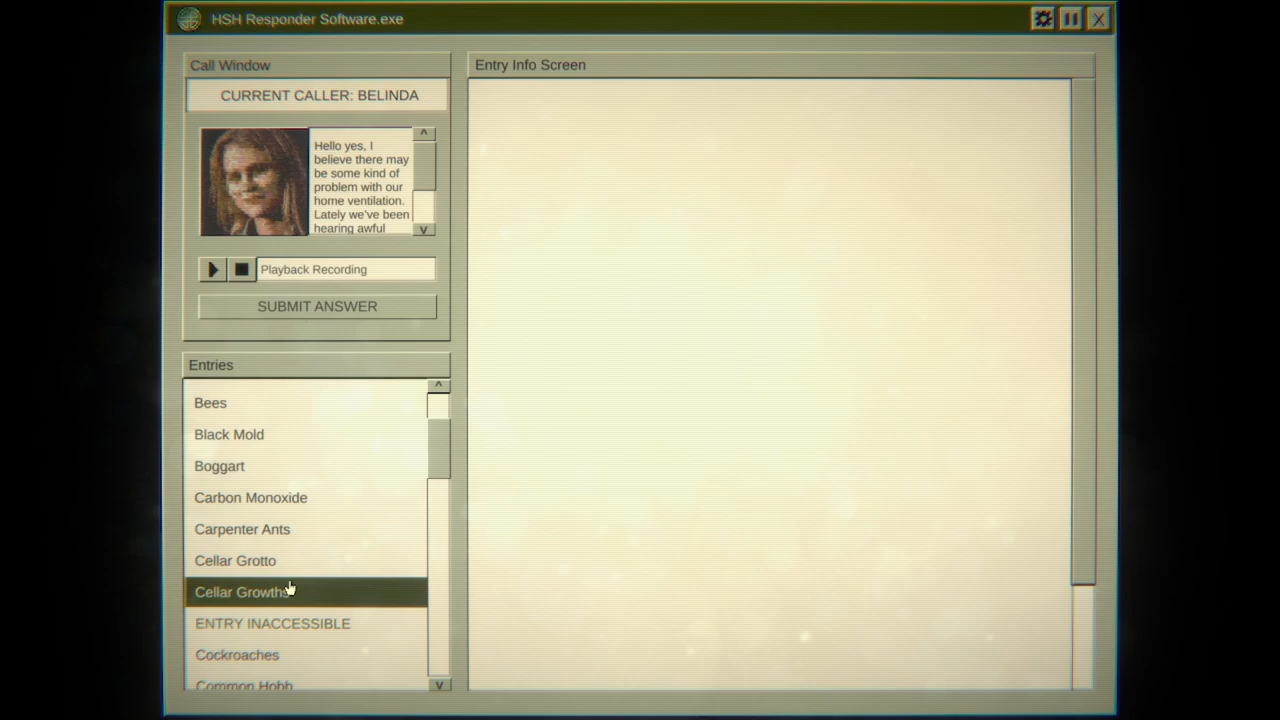 HSH Responder Software.exe
X
Call Window
CURRENT CALLER: BELINDA
Hello yes, I
believe there may
be some kind of
problem with our
home ventilation.
Lately we've been
hearing awful
Playback Recording
SUBMIT ANSWER
Entries
Bees
Black Mold
Boggart
Carbon Monoxide
Carpenter Ants
Cellar Grotto
Cellar Growths
ENTRY INACCESSIBLE
Cockroaches
Common Hobb
Entry Info Screen